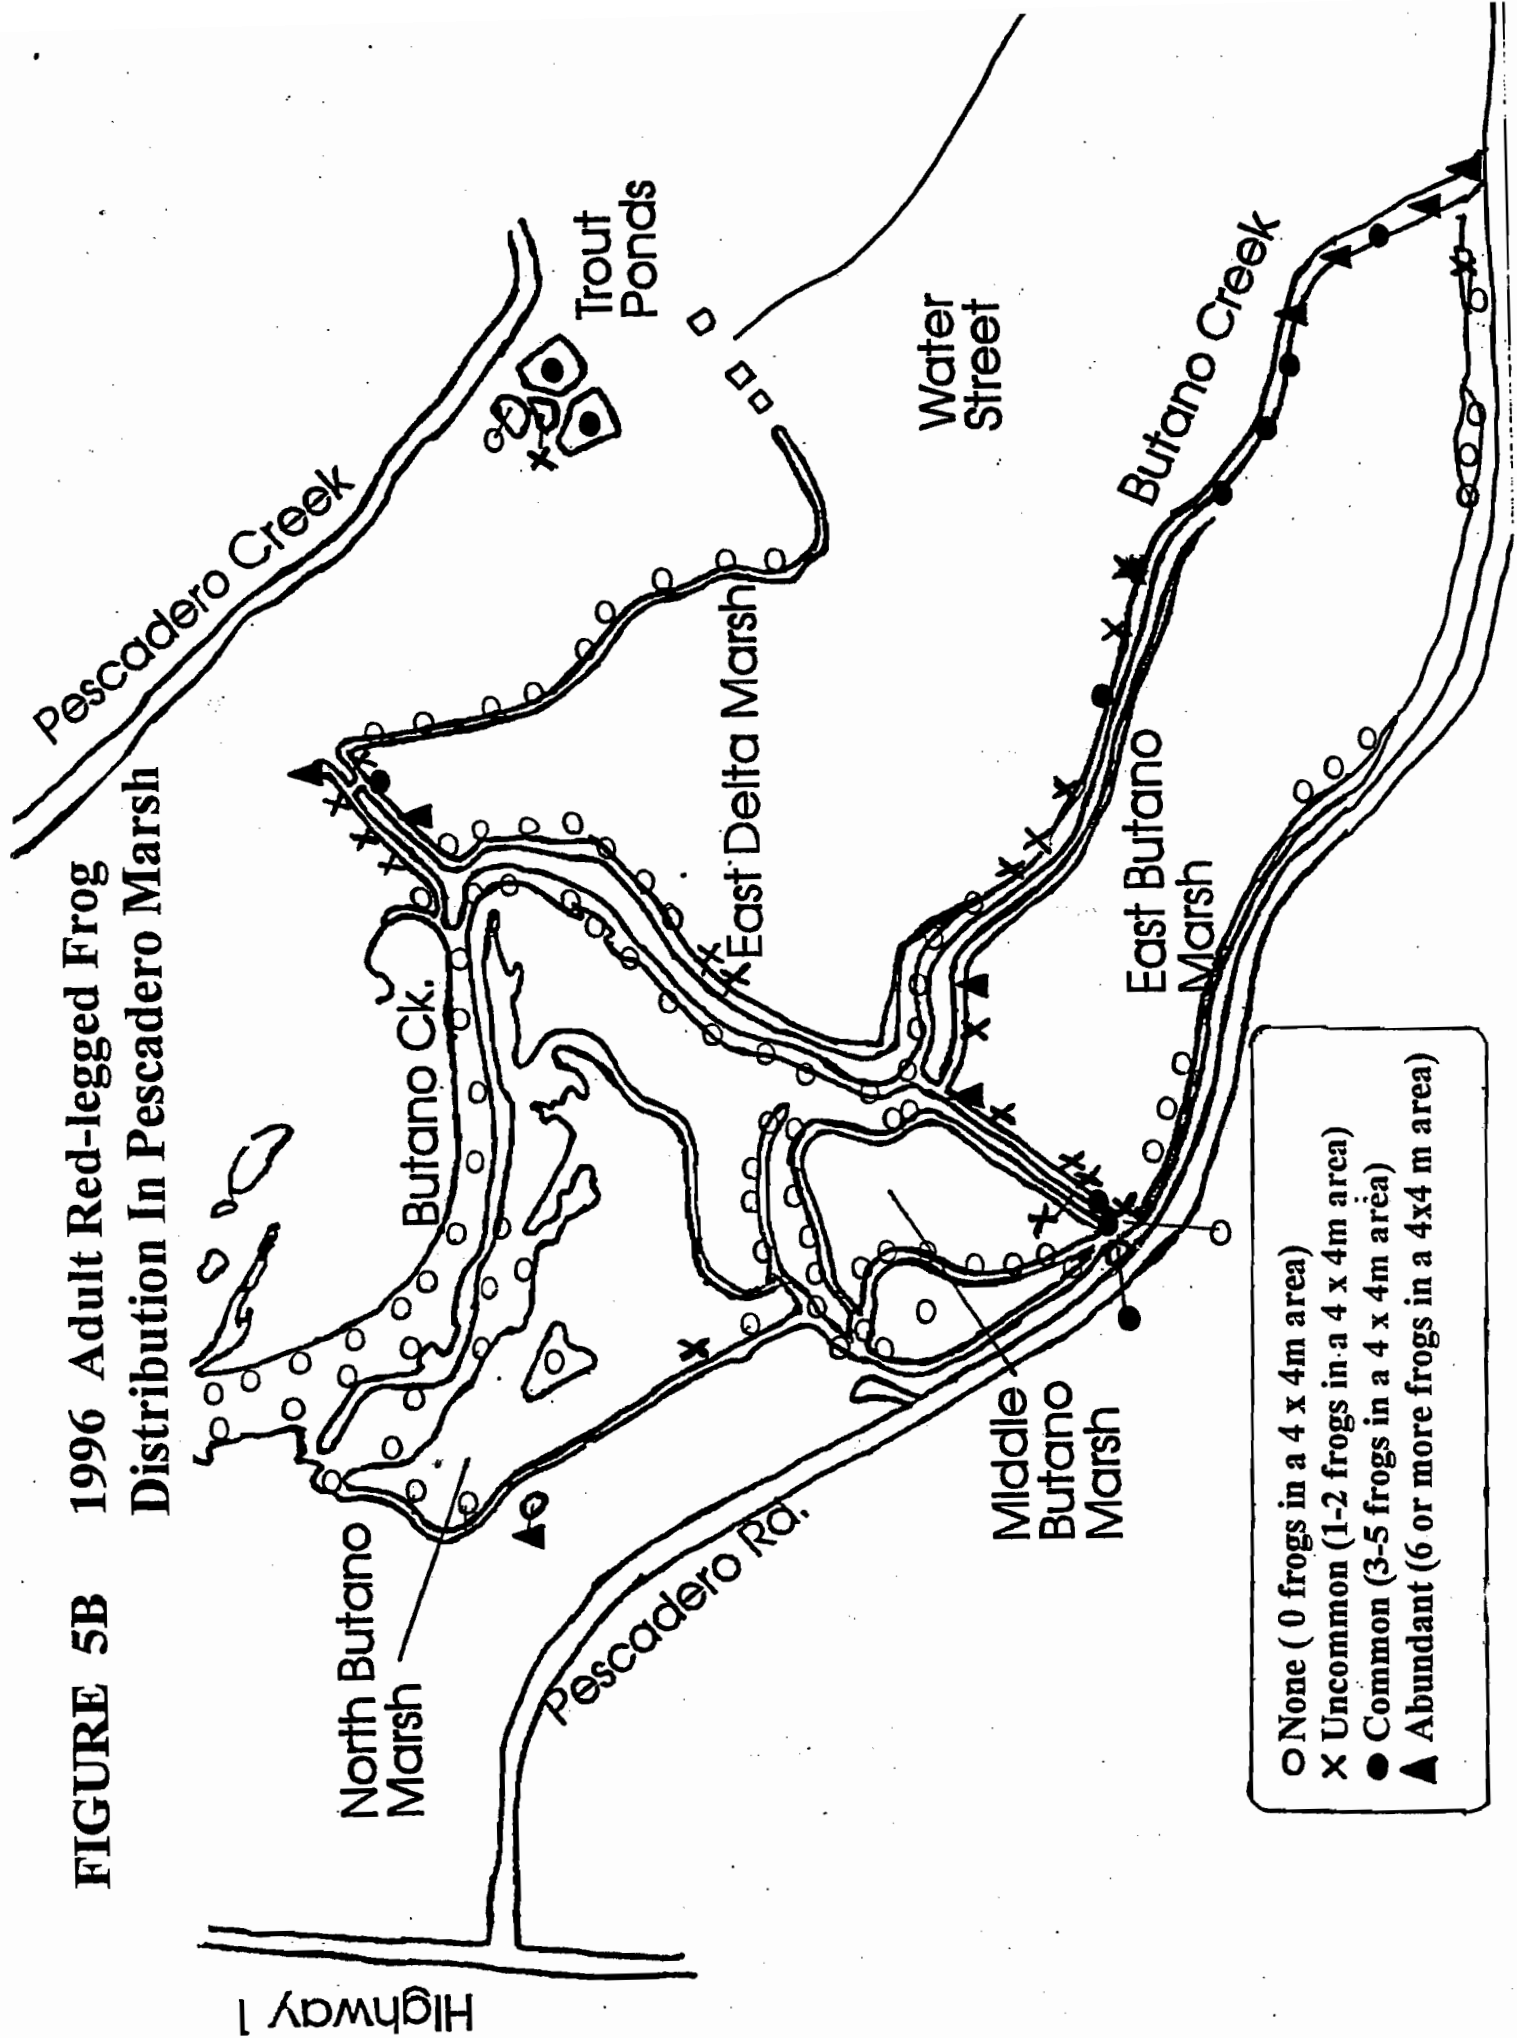 FIGURE 5B 1996 Adult Red-legged Frog
Distribution In Pescadero Marsh
Pescadero Creek
Trout
Ponds
Butano Ck.
North Butano
Marsh
East Delta Marsh
Water
Street
Butano Creek
Highway 1
Pescadero Rd.
Middle
Butano
Marsh
East Butano
Marsh
O None ( 0 frogs in a 4 x 4m area)
X Uncommon (1-2 frogs in a 4 x 4m area)
● Common (3-5 frogs in a 4 x 4m area)
▲ Abundant (6 or more frogs in a 4x4 m area)